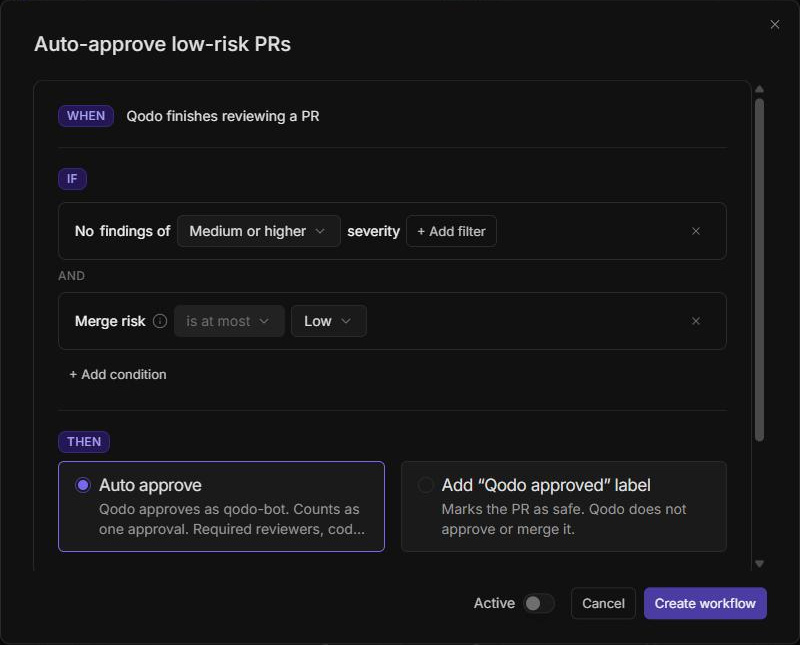 Auto-approve low-risk PRs
WHEN Qodo finishes reviewing a PR
IF
No findings of Medium or higher severity + Add filter
AND
Merge risk is at most Low
+ Add condition
THEN
Auto approve
Qodo approves as qodo-bot. Counts as
one approval. Required reviewers, cod...
Add “Qodo approved” label
Marks the PR as safe. Qodo does not
approve or merge it.
Active Cancel Create workflow